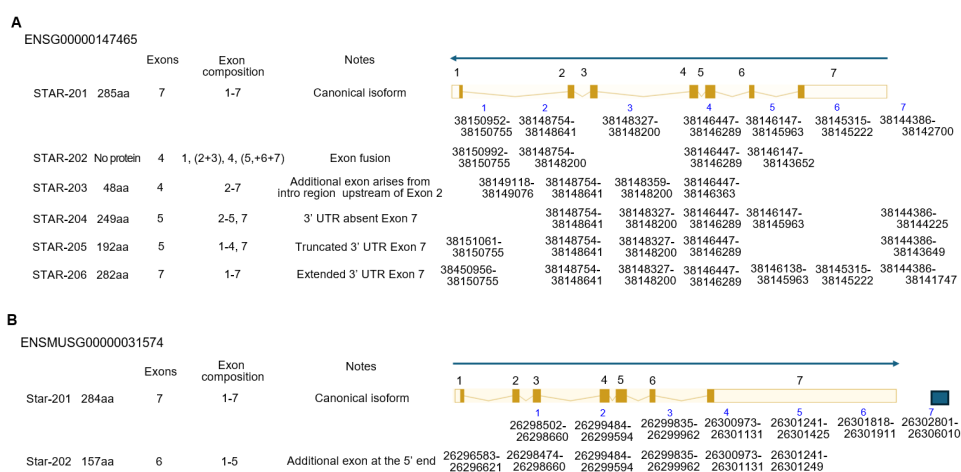 A
ENSG00000147465
Exons
Exon
composition
Notes
1 2 3 4 5 6 7
STAR-201 285aa 7 1-7 Canonical isoform
1 2 3 4 5 6 7
38150952- 38148754- 38148327- 38146447- 38146147- 38145315- 38144386-
38150755 38148641 38148200 38146289 38145963 38145222 38142700
STAR-202 No protein 4 1, (2+3), 4, (5,+6+7) Exon fusion
38150992- 38148754- 38146447- 38146147-
38150755 38148200 38146289 38143652
STAR-203 48aa 4 2-7 Additional exon arises from
intro region upstream of Exon 2
38149118- 38148754- 38148359- 38146447-
38149076 38148641 38148200 38146363
STAR-204 249aa 5 2-5, 7 3' UTR absent Exon 7
38148754- 38148327- 38146447- 38146147- 38144386-
38148641 38148200 38146289 38145963 38144225
STAR-205 192aa 5 1-4, 7 Truncated 3' UTR Exon 7
38151061- 38148754- 38148327- 38146447- 38144386-
38150755 38148641 38148200 38146289 38143649
STAR-206 282aa 7 1-7 Extended 3' UTR Exon 7
38450956- 38148754- 38148327- 38146447- 38146138- 38145315- 38144386-
38150755 38148641 38148200 38146289 38145963 38145222 38141747
B
ENSMUSG00000031574
Exons
Exon
composition
Notes
1 2 3 4 5 6 7
Star-201 284aa 7 1-7 Canonical isoform
1 2 3 4 5 6 7
26298502- 26299484- 26299835- 26300973- 26301241- 26301818- 26302801-
26298660 26299594 26299962 26301131 26301425 26301911 26306010
Star-202 157aa 6 1-5 Additional exon at the 5' end
26296583- 26298474- 26299484- 26299835- 26300973- 26301241-
26296621 26298660 26299594 26299962 26301131 26301249